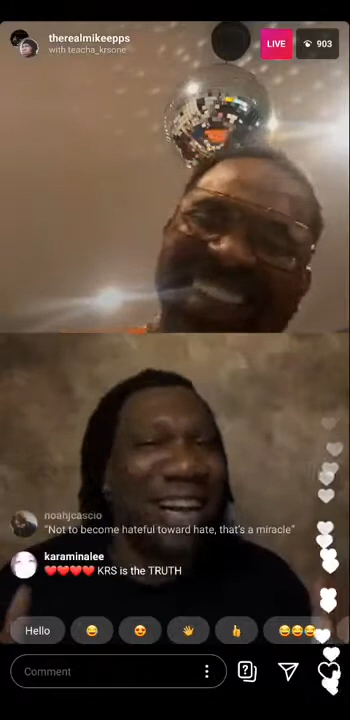 therealmikeepps
with teacha_krsone
LIVE
903
noahjcascio
"Not to become hateful toward hate, that's a miracle"
karaminalee
❤️❤️❤️❤️ KRS is the TRUTH
Hello
😂 😍 👋 👍 😂😂😂
Comment